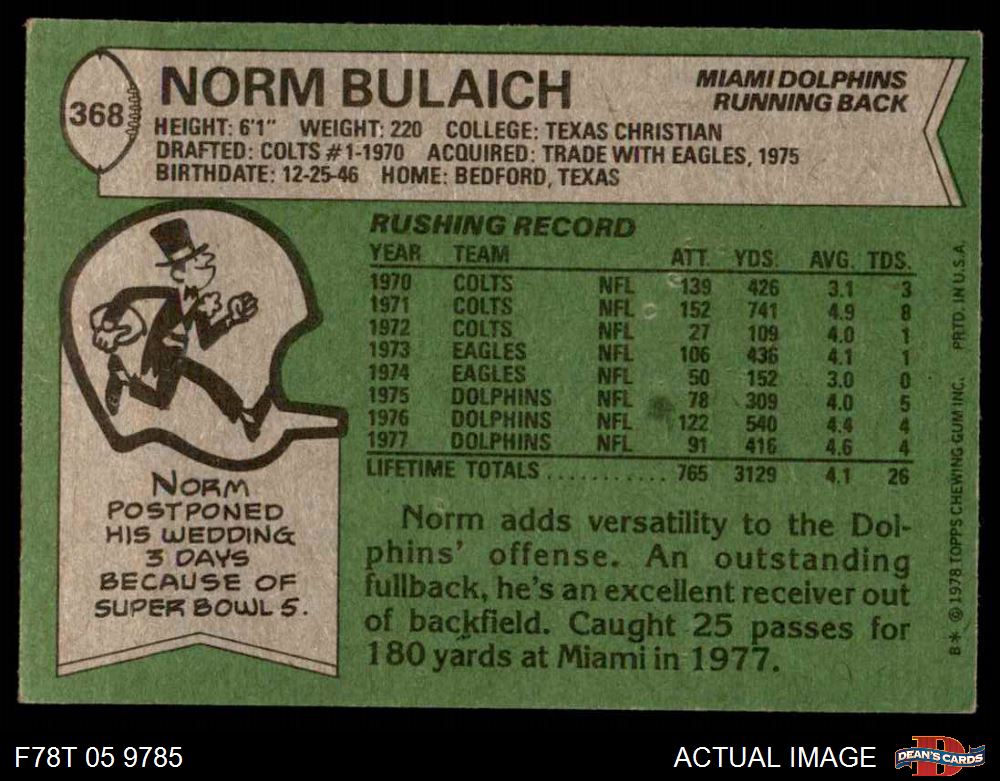 368
NORM BULAICH
MIAMI DOLPHINS
RUNNING BACK
HEIGHT: 6'1" WEIGHT: 220 COLLEGE: TEXAS CHRISTIAN
DRAFTED: COLTS #1-1970 ACQUIRED: TRADE WITH EAGLES, 1975
BIRTHDATE: 12-25-46 HOME: BEDFORD, TEXAS
RUSHING RECORD
YEAR TEAM ATT. YDS. AVG. TDS.
1970 COLTS NFL 139 426 3.1 3
1971 COLTS NFL 152 741 4.9 8
1972 COLTS NFL 27 109 4.0 1
1973 EAGLES NFL 106 436 4.1 1
1974 EAGLES NFL 50 152 3.0 0
1975 DOLPHINS NFL 78 309 4.0 5
1976 DOLPHINS NFL 122 540 4.4 4
1977 DOLPHINS NFL 91 416 4.6 4
LIFETIME TOTALS ........... 765 3129 4.1 26
NORM
POSTPONED
HIS WEDDING
3 DAYS
BECAUSE OF
SUPER BOWL 5.
Norm adds versatility to the Dol-
phins' offense. An outstanding
fullback, he's an excellent receiver out
of backfield. Caught 25 passes for
180 yards at Miami in 1977.
B* © 1978 TOPPS CHEWING GUM INC. PRTD. IN U.S.A.
F78T 05 9785
ACTUAL IMAGE
D
DEAN'S CARDS